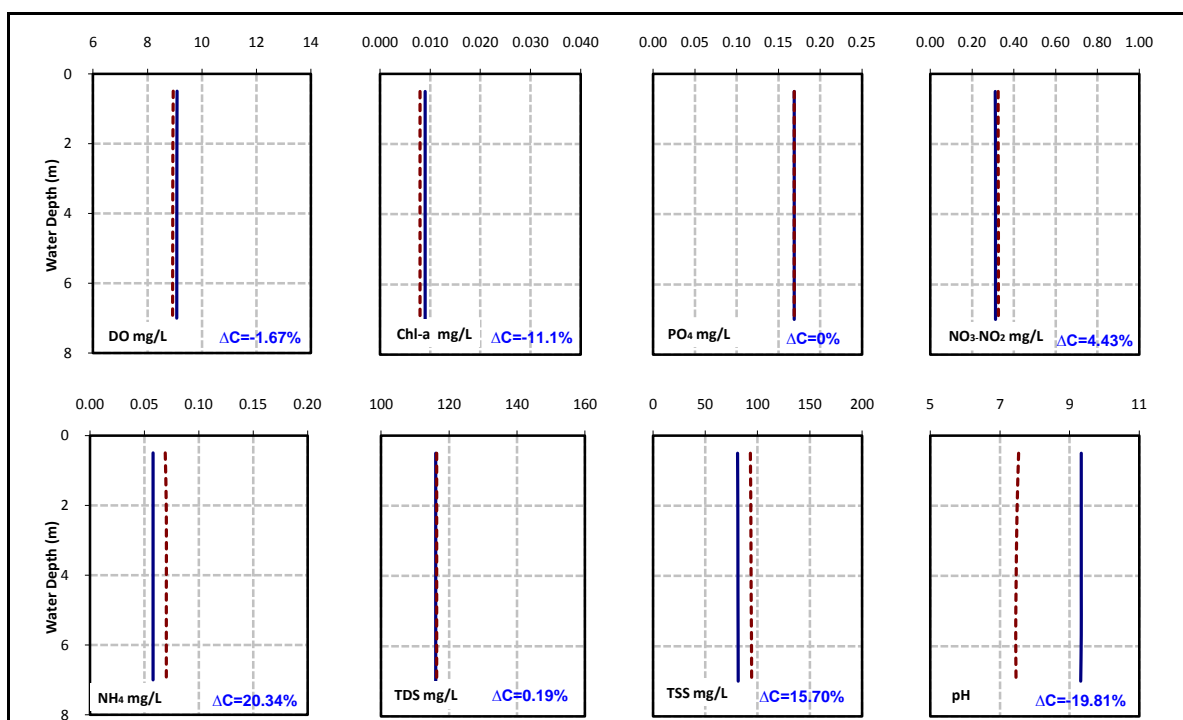 6 8 10 12 14
0.000 0.010 0.020 0.030 0.040
0.00 0.05 0.10 0.15 0.20 0.25
0.00 0.20 0.40 0.60 0.80 1.00
0
2
4
6
8
Water Depth (m)
DO mg/L ΔC=-1.67%
Chl-a mg/L ΔC=-11.1%
PO4 mg/L ΔC=0%
NO3-NO2 mg/L ΔC=4.43%
0.00 0.05 0.10 0.15 0.20
100 120 140 160
0 50 100 150 200
5 7 9 11
0
2
4
6
8
Water Depth (m)
NH4 mg/L ΔC=20.34%
TDS mg/L ΔC=0.19%
TSS mg/L ΔC=15.70%
pH ΔC=-19.81%